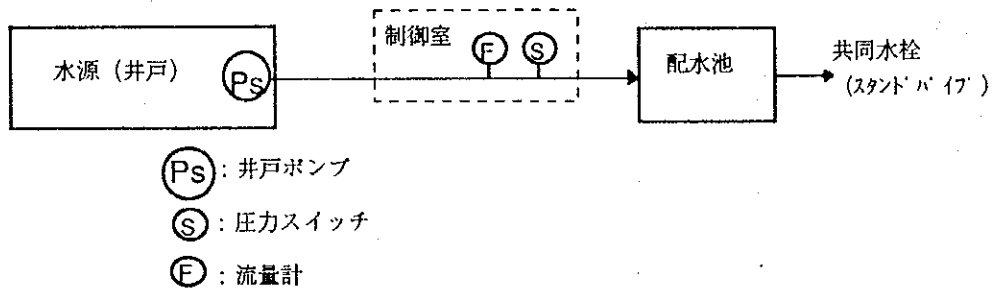 制御室
F S
水源（井戸）
Ps
配水池
共同水栓
（ｽﾀﾝﾄﾞﾊﾟｲﾌﾟ）
Ps：井戸ポンプ
S：圧力スイッチ
F：流量計